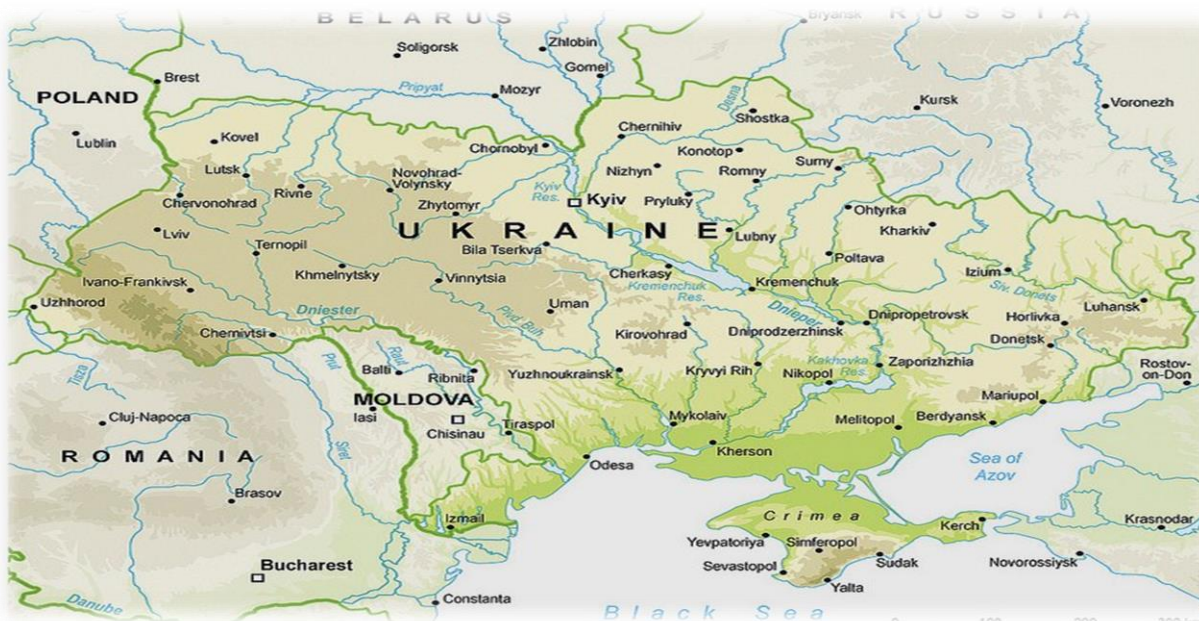 BELARUS
RUSSIA
Bryansk
Soligorsk
Zhlobin
Gomel
Brest
Pripyat
Mozyr
Desna
Kursk
Voronezh
POLAND
Shostka
Lublin
Kovel
Chernihiv
Chornobyl
Konotop
Sumy
Don
Lutsk
Rivne
Novohrad-
Volynsky
Nizhyn
Romny
Kyiv
Res.
Chervonohrad
Zhytomyr
Kyiv
Pryluky
Ohtyrka
Lviv
UKRAINE
Lubny
Kharkiv
Ternopil
Bila Tserkva
Poltava
Khmelnytsky
Vinnytsia
Cherkasy
Izium
Ivano-Frankivsk
Kremenchuk
Res.
Kremenchuk
Siv. Donets
Uzhhorod
Uman
Luhansk
Dniester
Pivd. Buh
Dnieper
Dnipropetrovsk
Horlivka
Chernivtsi
Kirovohrad
Dniprodzerzhinsk
Donetsk
Prut
Raut
Kakhovka
Res.
Zaporizhzhia
Rostov-
on-Don
Tisza
Balti
Ribnita
Yuzhnoukrainsk
Kryvyi Rih
Nikopol
MOLDOVA
Mariupol
Cluj-Napoca
Iasi
Chisinau
Tiraspol
Mykolaiv
Melitopol
Berdyansk
ROMANIA
Siret
Odesa
Kherson
Sea of
Azov
Brasov
Izmail
Crimea
Kerch
Krasnodar
Yevpatoriya
Simferopol
Bucharest
Sevastopol
Sudak
Novorossiysk
Yalta
Danube
Constanta
Black Sea